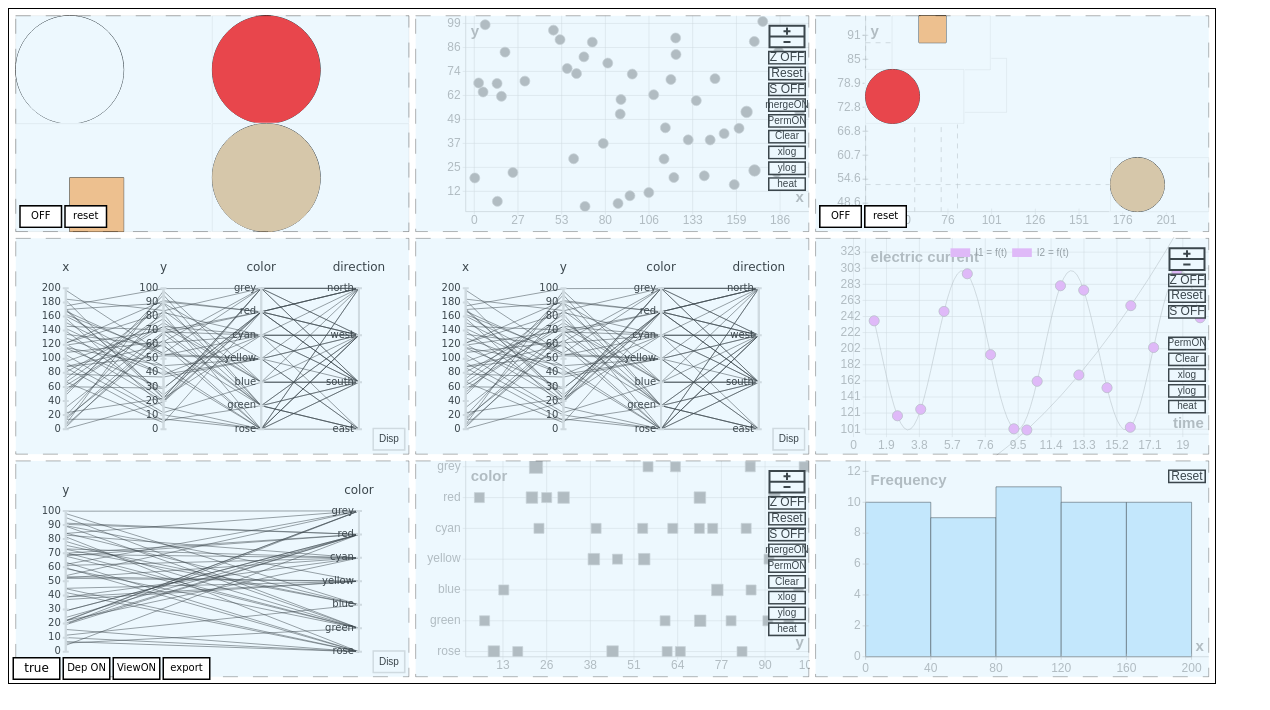 OFF reset
99
86
74
62
49
37
25
12
y
0 27 53 80 106 133 159 186
x
+
−
Z OFF
Reset
S OFF
mergeON
PermON
Clear
xlog
ylog
heat
91
85
78.9
72.8
66.8
60.7
54.6
48.6
y
76 101 126 151 176 201
OFF reset
x y color direction
200 100 grey north
180 90
160 80 red
140 70
120 60 cyan west
100 50 yellow
80 40
60 30 blue south
40 20
20 10 green
0 0 rose east
Disp
x y color direction
200 100 grey north
180 90
160 80 red
140 70
120 60 cyan west
100 50 yellow
80 40
60 30 blue south
40 20
20 10 green
0 0 rose east
Disp
electric current
I1 = f(t) I2 = f(t)
323
303
283
263
242
222
202
182
162
141
121
101
0 1.9 3.8 5.7 7.6 9.5 11.4 13.3 15.2 17.1 19
time
+
−
Z OFF
Reset
S OFF
PermON
Clear
xlog
ylog
heat
y color
100 grey
90
80 red
70
60 cyan
50 yellow
40
30 blue
20
10 green
0 rose
Disp
true Dep ON ViewON export
color
grey
red
cyan
yellow
blue
green
rose
13 26 38 51 64 77 90
y
+
−
Z OFF
Reset
S OFF
mergeON
PermON
Clear
xlog
ylog
heat
Frequency
Reset
12
10
8
6
4
2
0
0 40 80 120 160 200
x